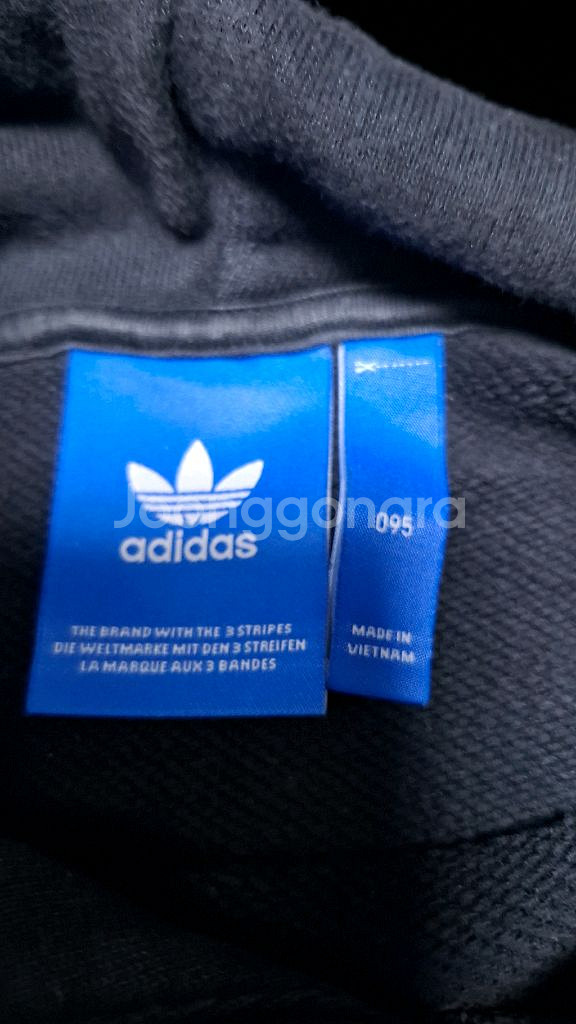 Joonggonara
adidas
THE BRAND WITH THE 3 STRIPES
DIE WELTMARKE MIT DEN 3 STREIFEN
LA MARQUE AUX 3 BANDES
095
MADE IN
VIETNAM